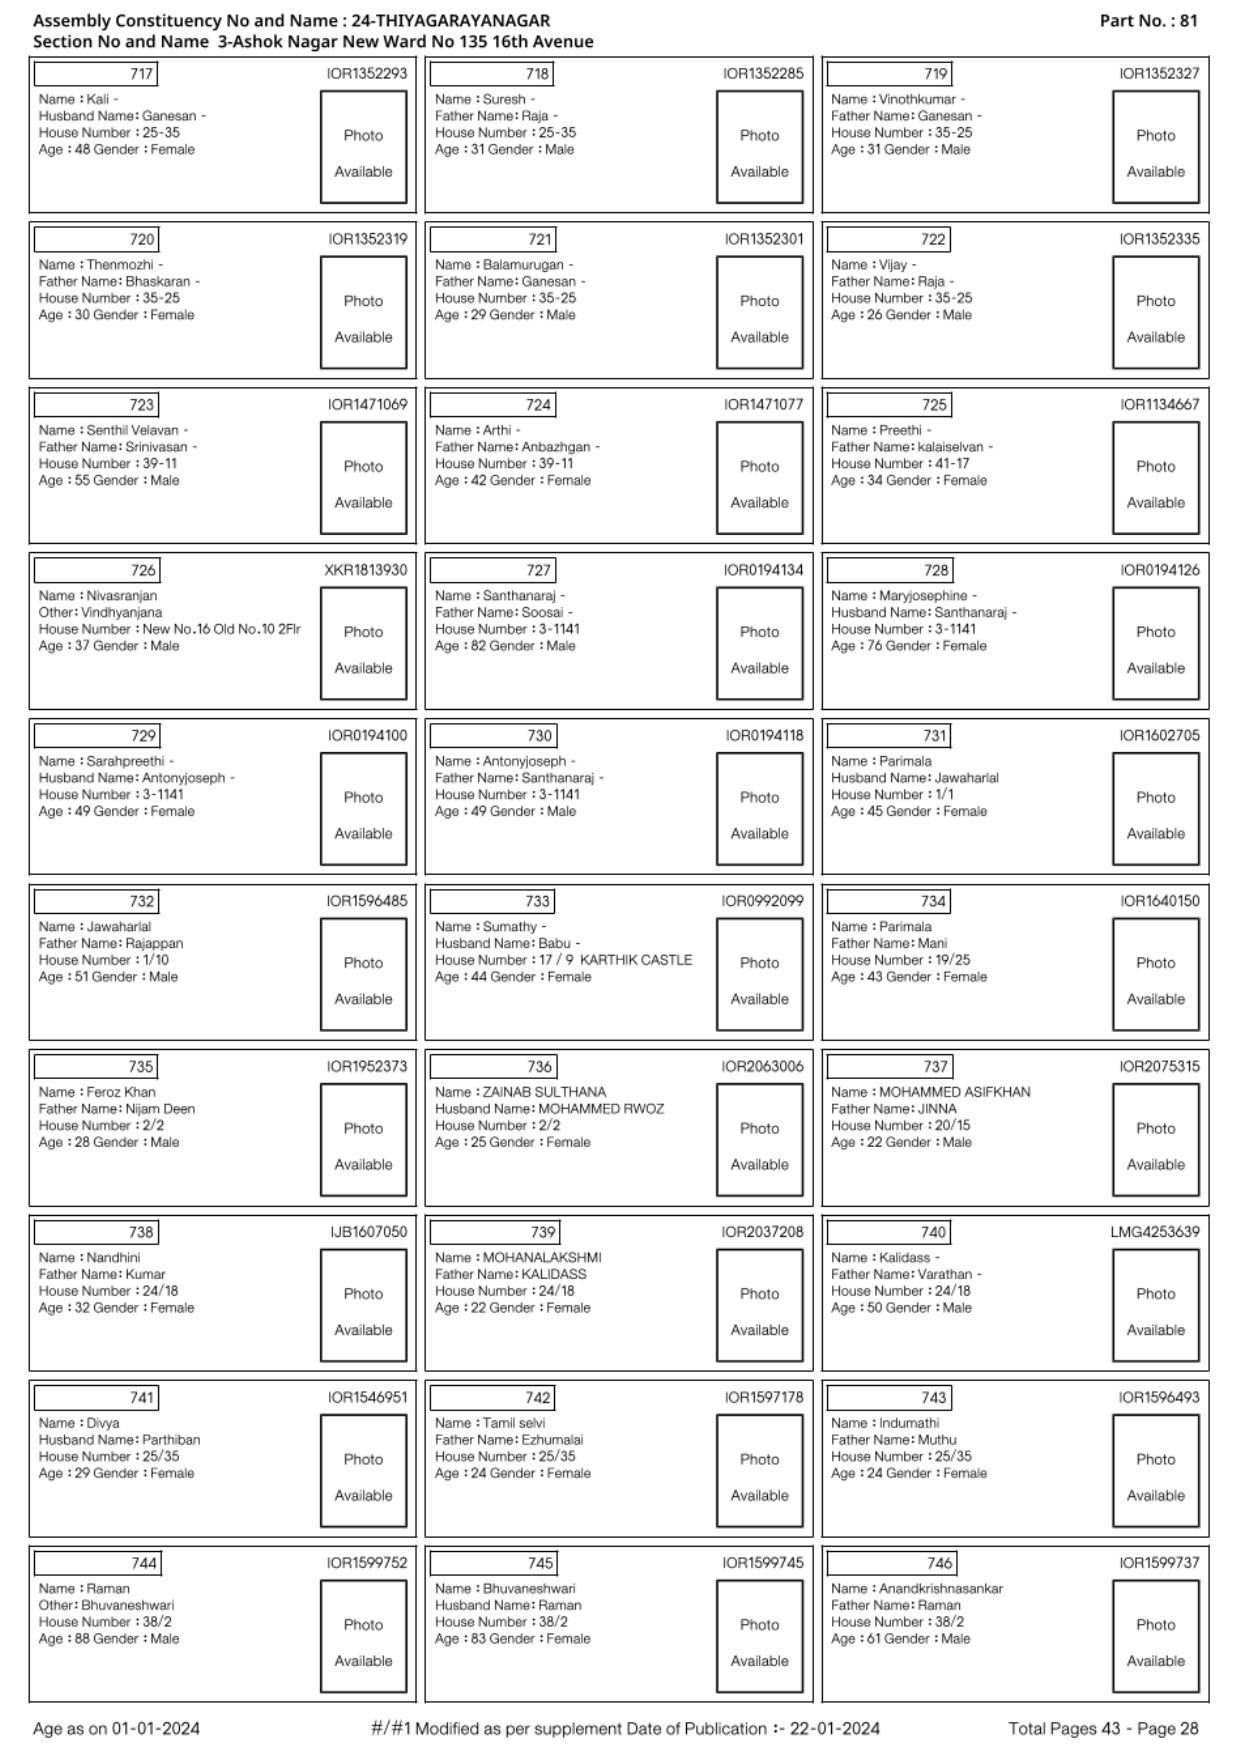 Assembly Constituency No and Name : 24-THIYAGARAYANAGAR
Part No. : 81
Section No and Name 3-Ashok Nagar New Ward No 135 16th Avenue
717 IOR1352293
Name : Kali -
Husband Name: Ganesan -
House Number : 25-35
Age : 48 Gender : Female
Photo
Available
718 IOR1352285
Name : Suresh -
Father Name: Raja -
House Number : 25-35
Age : 31 Gender : Male
Photo
Available
719 IOR1352327
Name : Vinothkumar -
Father Name: Ganesan -
House Number : 35-25
Age : 31 Gender : Male
Photo
Available
720 IOR1352319
Name : Thenmozhi -
Father Name: Bhaskaran -
House Number : 35-25
Age : 30 Gender : Female
Photo
Available
721 IOR1352301
Name : Balamurugan -
Father Name: Ganesan -
House Number : 35-25
Age : 29 Gender : Male
Photo
Available
722 IOR1352335
Name : Vijay -
Father Name: Raja -
House Number : 35-25
Age : 26 Gender : Male
Photo
Available
723 IOR1471069
Name : Senthil Velavan -
Father Name: Srinivasan -
House Number : 39-11
Age : 55 Gender : Male
Photo
Available
724 IOR1471077
Name : Arthi -
Father Name: Anbazhgan -
House Number : 39-11
Age : 42 Gender : Female
Photo
Available
725 IOR1134667
Name : Preethi -
Father Name: kalaiselvan -
House Number : 41-17
Age : 34 Gender : Female
Photo
Available
726 XKR1813930
Name : Nivasranjan
Other: Vindhyanjana
House Number : New No.16 Old No.10 2Flr
Age : 37 Gender : Male
Photo
Available
727 IOR0194134
Name : Santhanaraj -
Father Name: Soosai -
House Number : 3-1141
Age : 82 Gender : Male
Photo
Available
728 IOR0194126
Name : Maryjosephine -
Husband Name: Santhanaraj -
House Number : 3-1141
Age : 76 Gender : Female
Photo
Available
729 IOR0194100
Name : Sarahpreethi -
Husband Name: Antonyjoseph -
House Number : 3-1141
Age : 49 Gender : Female
Photo
Available
730 IOR0194118
Name : Antonyjoseph -
Father Name: Santhanaraj -
House Number : 3-1141
Age : 49 Gender : Male
Photo
Available
731 IOR1602705
Name : Parimala
Husband Name: Jawaharlal
House Number : 1/1
Age : 45 Gender : Female
Photo
Available
732 IOR1596485
Name : Jawaharlal
Father Name: Rajappan
House Number : 1/10
Age : 51 Gender : Male
Photo
Available
733 IOR0992099
Name : Sumathy -
Husband Name: Babu -
House Number : 17 / 9 KARTHIK CASTLE
Age : 44 Gender : Female
Photo
Available
734 IOR1640150
Name : Parimala
Father Name: Mani
House Number : 19/25
Age : 43 Gender : Female
Photo
Available
735 IOR1952373
Name : Feroz Khan
Father Name: Nijam Deen
House Number : 2/2
Age : 28 Gender : Male
Photo
Available
736 IOR2063006
Name : ZAINAB SULTHANA
Husband Name: MOHAMMED RWOZ
House Number : 2/2
Age : 25 Gender : Female
Photo
Available
737 IOR2075315
Name : MOHAMMED ASIFKHAN
Father Name: JINNA
House Number : 20/15
Age : 22 Gender : Male
Photo
Available
738 IJB1607050
Name : Nandhini
Father Name: Kumar
House Number : 24/18
Age : 32 Gender : Female
Photo
Available
739 IOR2037208
Name : MOHANALAKSHMI
Father Name: KALIDASS
House Number : 24/18
Age : 22 Gender : Female
Photo
Available
740 LMG4253639
Name : Kalidass -
Father Name: Varathan -
House Number : 24/18
Age : 50 Gender : Male
Photo
Available
741 IOR1546951
Name : Divya
Husband Name: Parthiban
House Number : 25/35
Age : 29 Gender : Female
Photo
Available
742 IOR1597178
Name : Tamil selvi
Father Name: Ezhumalai
House Number : 25/35
Age : 24 Gender : Female
Photo
Available
743 IOR1596493
Name : Indumathi
Father Name: Muthu
House Number : 25/35
Age : 24 Gender : Female
Photo
Available
744 IOR1599752
Name : Raman
Other: Bhuvaneshwari
House Number : 38/2
Age : 88 Gender : Male
Photo
Available
745 IOR1599745
Name : Bhuvaneshwari
Husband Name: Raman
House Number : 38/2
Age : 83 Gender : Female
Photo
Available
746 IOR1599737
Name : Anandkrishnasankar
Father Name: Raman
House Number : 38/2
Age : 61 Gender : Male
Photo
Available
Age as on 01-01-2024
#/#1 Modified as per supplement Date of Publication :- 22-01-2024
Total Pages 43 - Page 28